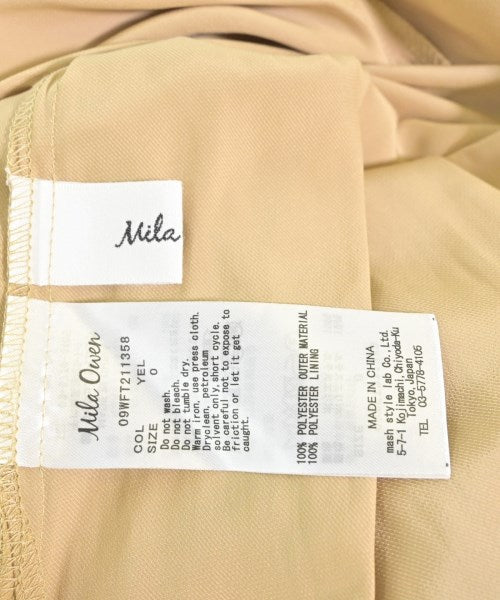 Mila
Mila Owen
09WFT211358
COL YEL
SIZE 0
Do not wash.
Do not bleach.
Do not tumble dry.
Warm iron, use press cloth.
Dryclean, petroleum
solvent only,short cycle.
Be careful not to expose to
friction or let it get
caught.
100% POLYESTER OUTER MATERIAL
100% POLYESTER LINING
MADE IN CHINA
mash style lab Co.,Ltd.
5-7-1 Kojimachi,Chiyoda-Ku
Tokyo,Japan
TEL 03-5778-4105